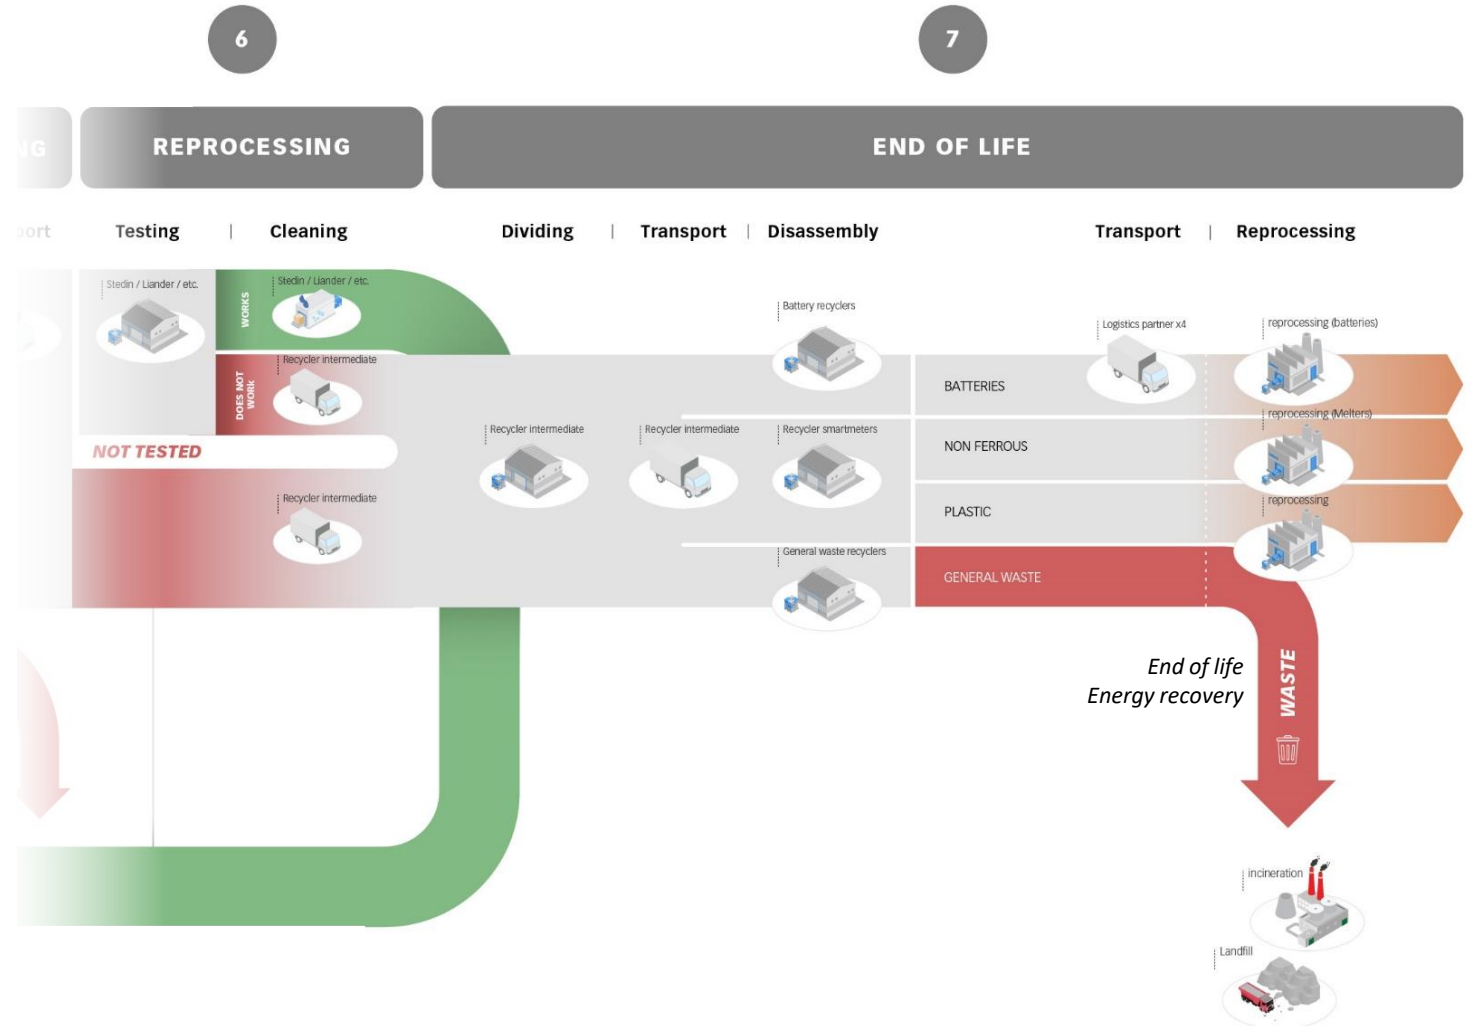 6
7
NG
REPROCESSING
END OF LIFE
port
Testing | Cleaning
Dividing | Transport | Disassembly
Transport | Reprocessing
Stedin / Liander / etc.
WORKS
Stedin / Liander / etc.
DOES NOT
WORK
Recycler intermediate
NOT TESTED
Recycler intermediate
Recycler intermediate
Recycler intermediate
Battery recyclers
Recycler smartmeters
General waste recyclers
BATTERIES
NON FERROUS
PLASTIC
GENERAL WASTE
Logistics partner x4
reprocessing (batteries)
reprocessing (Melters)
reprocessing
End of life
Energy recovery
WASTE
incineration
Landfill